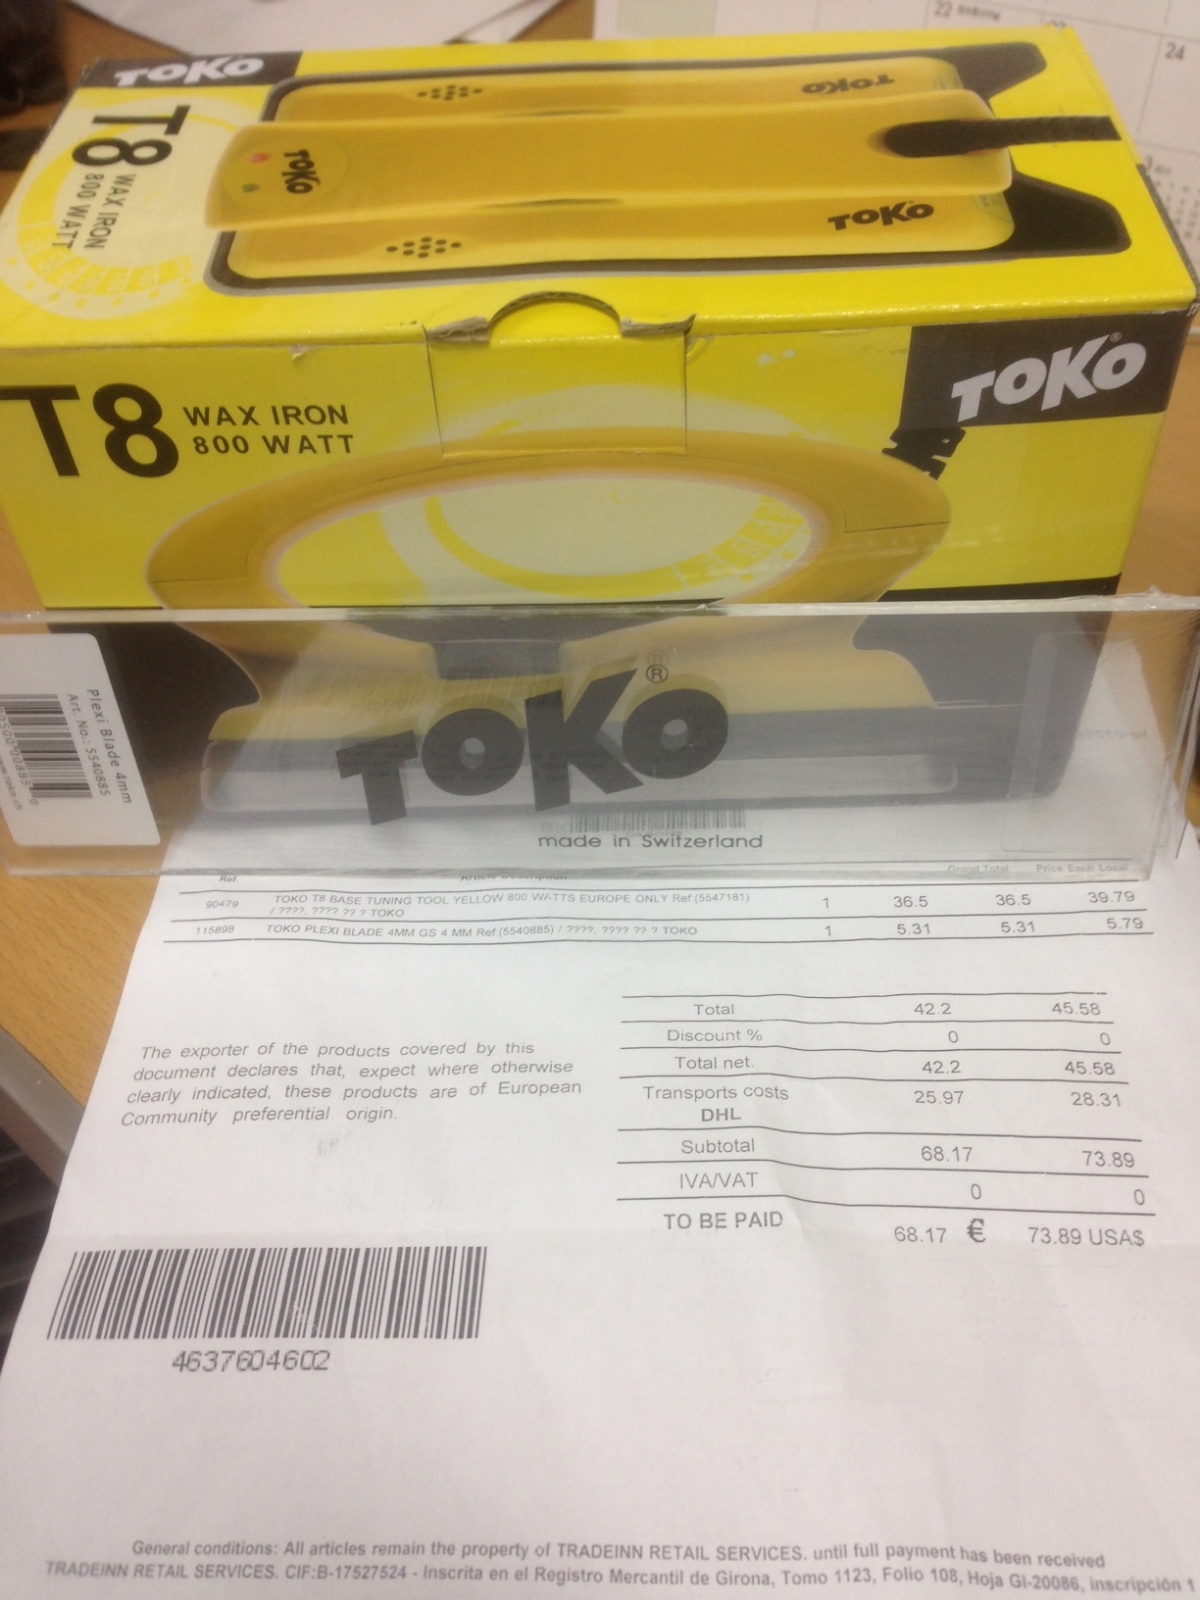 TOKO
T8
WAX IRON
800 WATT
TOKO
TOKO
TOKO
22
24
TOKO®
T8 WAX IRON
800 WATT
Plexi Blade 4mm
Art. No.: 5540885
TOKO®
made in Switzerland
Ref. Grand Total Price Each Local
90479 TOKO T8 BASE TUNING TOOL YELLOW 800 WATTS EUROPE ONLY Ref.(5547181) 1 36.5 36.5 39.79
/ ????, ???? ?? ? TOKO
115898 TOKO PLEXI BLADE 4MM GS 4 MM Ref.(5540885) / ????, ???? ?? ? TOKO 1 5.31 5.31 5.79
Total 42.2 45.58
Discount % 0 0
Total net. 42.2 45.58
Transports costs 25.97 28.31
DHL
Subtotal 68.17 73.89
IVA/VAT 0 0
TO BE PAID 68.17 € 73.89 USA$
The exporter of the products covered by this
document declares that, expect where otherwise
clearly indicated, these products are of European
Community preferential origin.
4637604602
General conditions: All articles remain the property of TRADEINN RETAIL SERVICES. until full payment has been received
TRADEINN RETAIL SERVICES. CIF:B-17527524 - Inscrita en el Registro Mercantil de Girona, Tomo 1123, Folio 108, Hoja GI-20086, inscripción 1